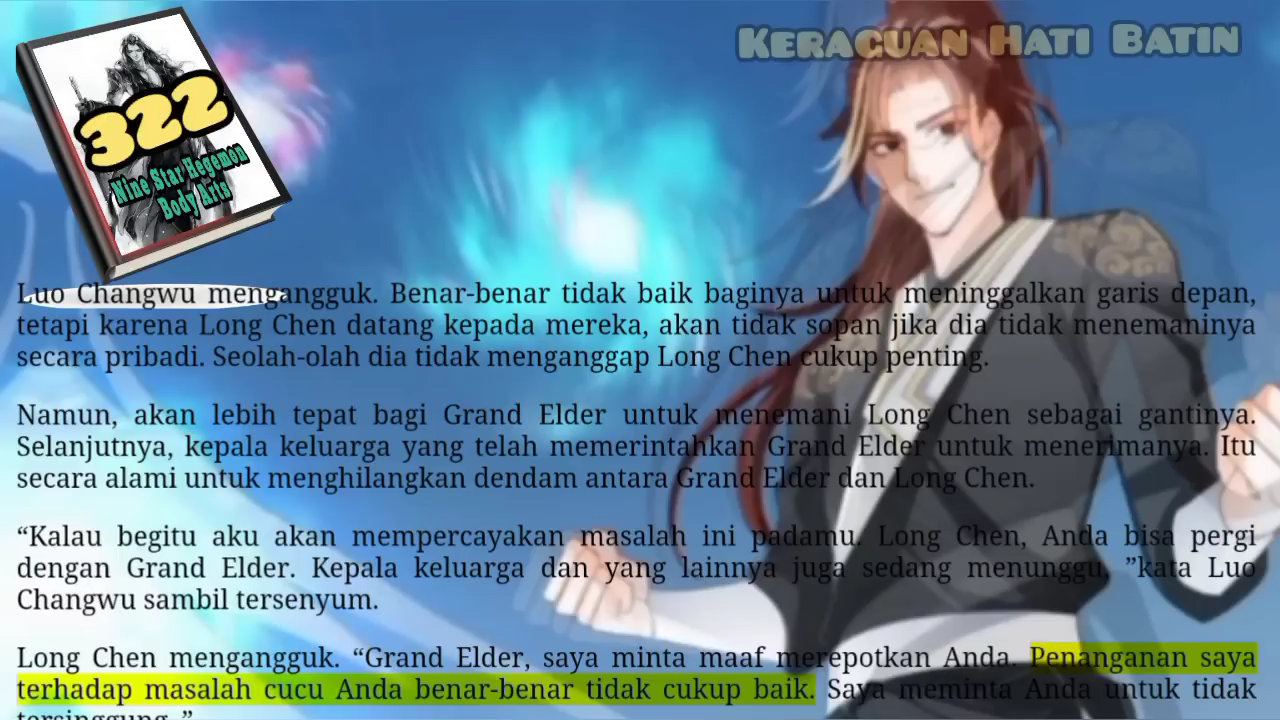 Keracuan Hati Batin
322
Nine Star Hegemon
Body Arts
Luo Changwu mengangguk. Benar-benar tidak baik baginya untuk meninggalkan garis depan,
tetapi karena Long Chen datang kepada mereka, akan tidak sopan jika dia tidak menemaninya
secara pribadi. Seolah-olah dia tidak menganggap Long Chen cukup penting.
Namun, akan lebih tepat bagi Grand Elder untuk menemani Long Chen sebagai gantinya.
Selanjutnya, kepala keluarga yang telah memerintahkan Grand Elder untuk menerimanya. Itu
secara alami untuk menghilangkan dendam antara Grand Elder dan Long Chen.
“Kalau begitu aku akan mempercayakan masalah ini padamu. Long Chen, Anda bisa pergi
dengan Grand Elder. Kepala keluarga dan yang lainnya juga sedang menunggu, ”kata Luo
Changwu sambil tersenyum.
Long Chen mengangguk. “Grand Elder, saya minta maaf merepotkan Anda. Penanganan saya
terhadap masalah cucu Anda benar-benar tidak cukup baik. Saya meminta Anda untuk tidak
tersinggung. ”